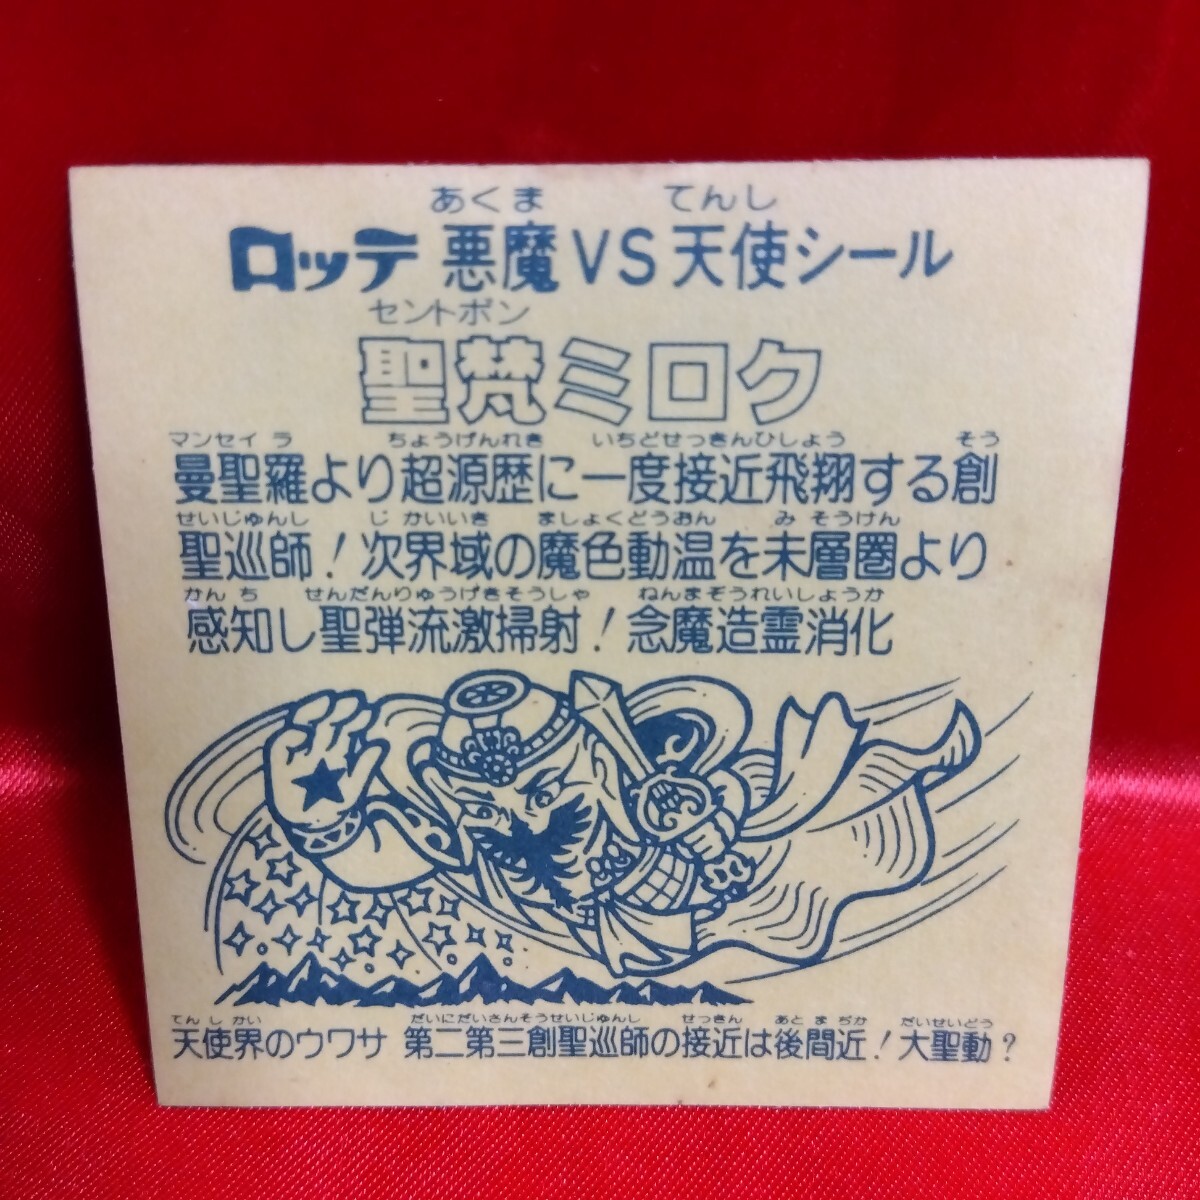 あくま てんし
ロッテ 悪魔VS天使シール
セントボン
聖梵ミロク
マンセイラ ちょうげんれき いちどせっきんひしょう そう
曼聖羅より超源歴に一度接近飛翔する創
せいじゅんし じかいいき ましょくどうおん みそうけん
聖巡師！次界域の魔色動温を未層圏より
かんち せんだんりゅうげきそうしゃ ねんまぞうれいしょうか
感知し聖弾流激掃射！念魔造霊消化
てんしかい だいにだいさんそうせいじゅんし せっきん あとまぢか だいせいどう
天使界のウワサ 第二第三創聖巡師の接近は後間近！大聖動？